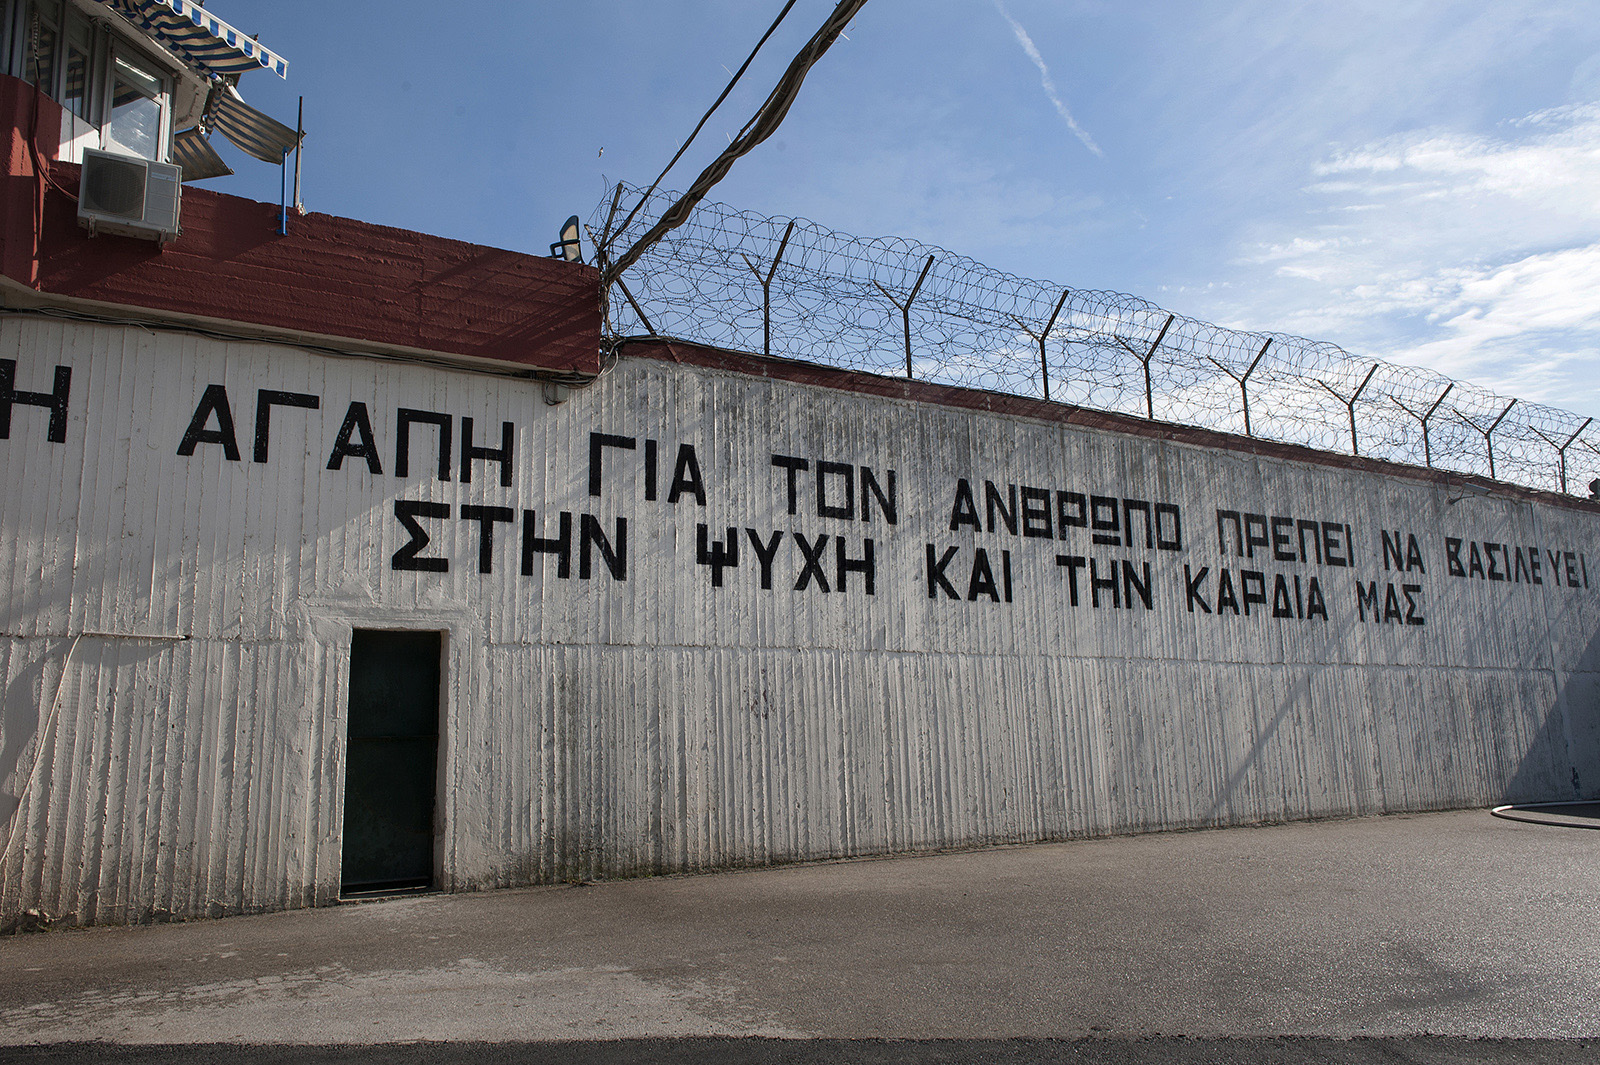 Η ΑΓΑΠΗ ΓΙΑ ΤΟΝ ΑΝΘΡΩΠΟ ΠΡΕΠΕΙ ΝΑ ΒΑΣΙΛΕΥΕΙ
ΣΤΗΝ ΨΥΧΗ ΚΑΙ ΤΗΝ ΚΑΡΔΙΑ ΜΑΣ